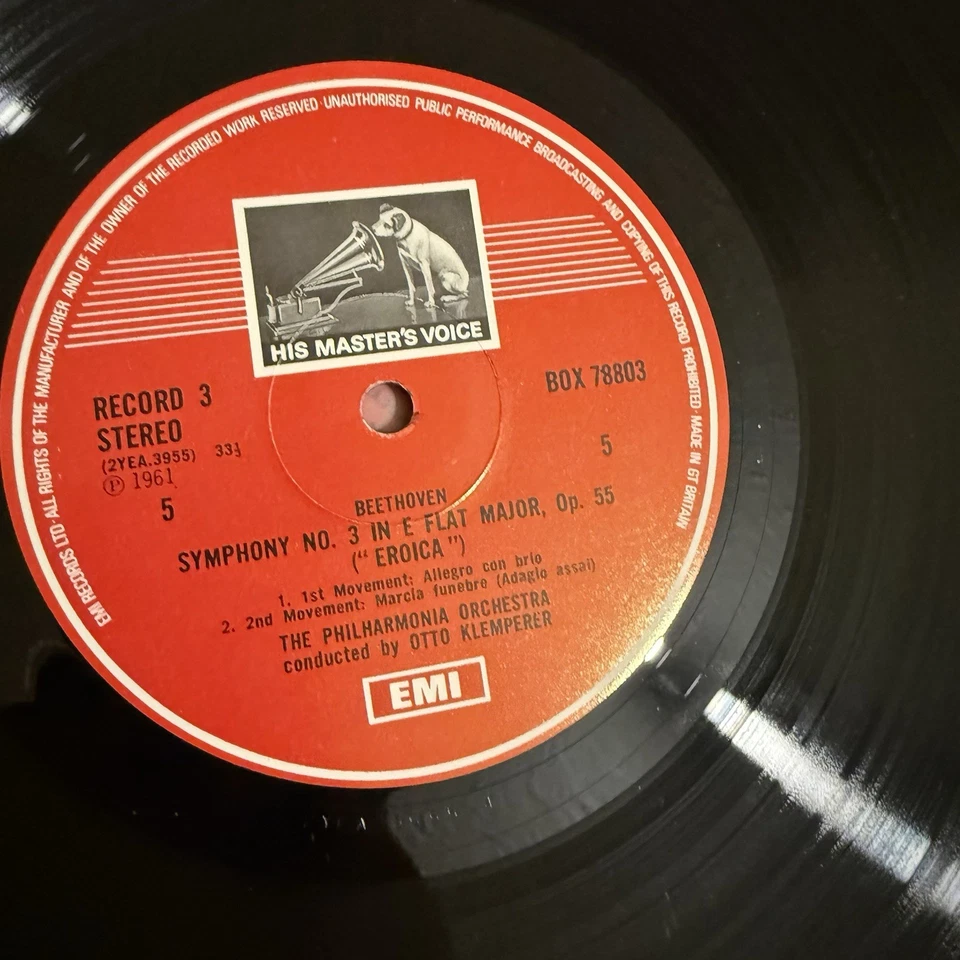 EMI RECORDS LTD·ALL RIGHTS OF THE MANUFACTURER AND OF THE OWNER OF THE RECORDED WORK RESERVED·UNAUTHORISED PUBLIC PERFORMANCE BROADCASTING AND COPYING OF THIS RECORD PROHIBITED·MADE IN GT BRITAIN
HIS MASTER'S VOICE
RECORD 3
BOX 78803
STEREO
(2YEA.3955) 33⅓
℗ 1961
5
5
BEETHOVEN
SYMPHONY NO. 3 IN E FLAT MAJOR, Op. 55
(“ EROICA ”)
1. 1st Movement: Allegro con brio
2. 2nd Movement: Marcia funebre (Adagio assai)
THE PHILHARMONIA ORCHESTRA
conducted by OTTO KLEMPERER
EMI